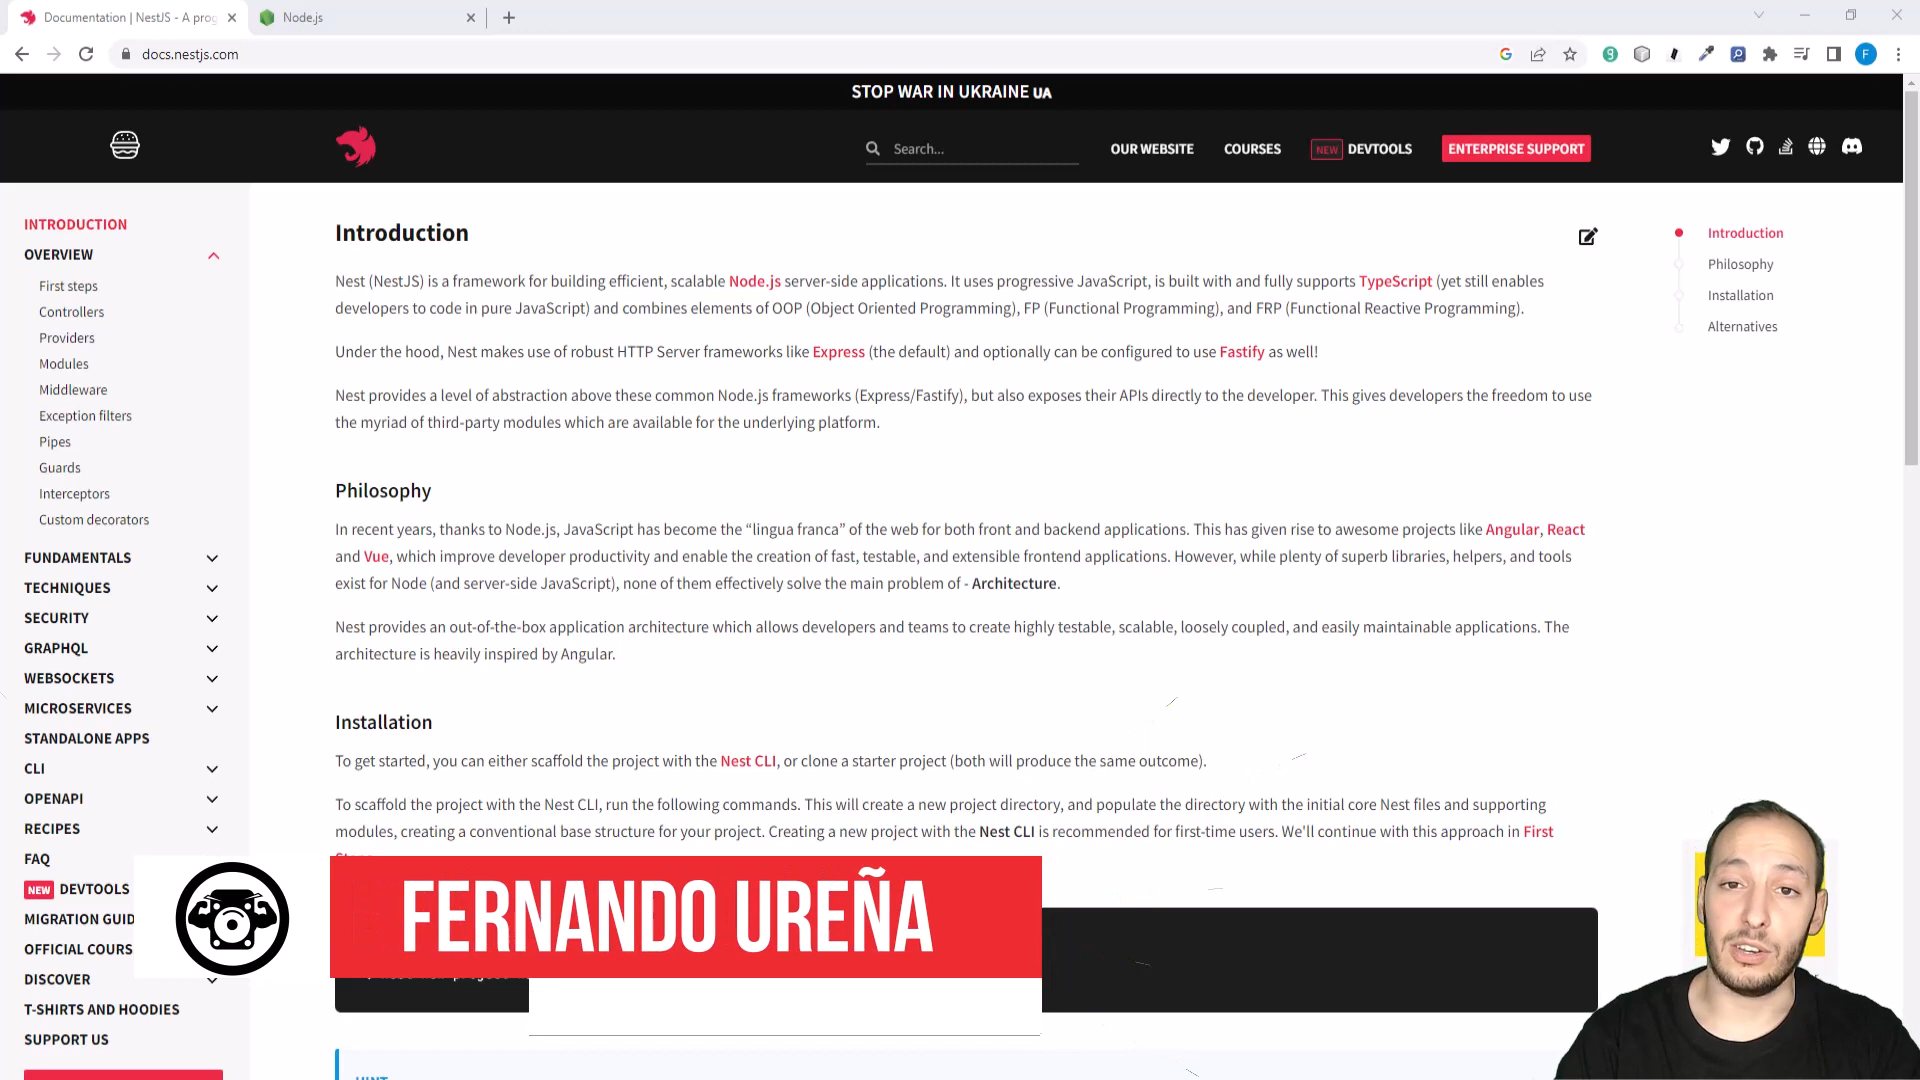 Documentation | NestJS - A prog
Node.js
docs.nestjs.com
F
STOP WAR IN UKRAINE UA
Search...
OUR WEBSITE
COURSES
NEW DEVTOOLS
ENTERPRISE SUPPORT
INTRODUCTION
OVERVIEW
First steps
Controllers
Providers
Modules
Middleware
Exception filters
Pipes
Guards
Interceptors
Custom decorators
FUNDAMENTALS
TECHNIQUES
SECURITY
GRAPHQL
WEBSOCKETS
MICROSERVICES
STANDALONE APPS
CLI
OPENAPI
RECIPES
FAQ
NEW DEVTOOLS
MIGRATION GUID
OFFICIAL COURS
DISCOVER
T-SHIRTS AND HOODIES
SUPPORT US
Introduction
Nest (NestJS) is a framework for building efficient, scalable Node.js server-side applications. It uses progressive JavaScript, is built with and fully supports TypeScript (yet still enables
developers to code in pure JavaScript) and combines elements of OOP (Object Oriented Programming), FP (Functional Programming), and FRP (Functional Reactive Programming).
Under the hood, Nest makes use of robust HTTP Server frameworks like Express (the default) and optionally can be configured to use Fastify as well!
Nest provides a level of abstraction above these common Node.js frameworks (Express/Fastify), but also exposes their APIs directly to the developer. This gives developers the freedom to use
the myriad of third-party modules which are available for the underlying platform.
Philosophy
In recent years, thanks to Node.js, JavaScript has become the “lingua franca” of the web for both front and backend applications. This has given rise to awesome projects like Angular, React
and Vue, which improve developer productivity and enable the creation of fast, testable, and extensible frontend applications. However, while plenty of superb libraries, helpers, and tools
exist for Node (and server-side JavaScript), none of them effectively solve the main problem of - Architecture.
Nest provides an out-of-the-box application architecture which allows developers and teams to create highly testable, scalable, loosely coupled, and easily maintainable applications. The
architecture is heavily inspired by Angular.
Installation
To get started, you can either scaffold the project with the Nest CLI, or clone a starter project (both will produce the same outcome).
To scaffold the project with the Nest CLI, run the following commands. This will create a new project directory, and populate the directory with the initial core Nest files and supporting
modules, creating a conventional base structure for your project. Creating a new project with the Nest CLI is recommended for first-time users. We'll continue with this approach in First
FERNANDO UREÑA
Introduction
Philosophy
Installation
Alternatives